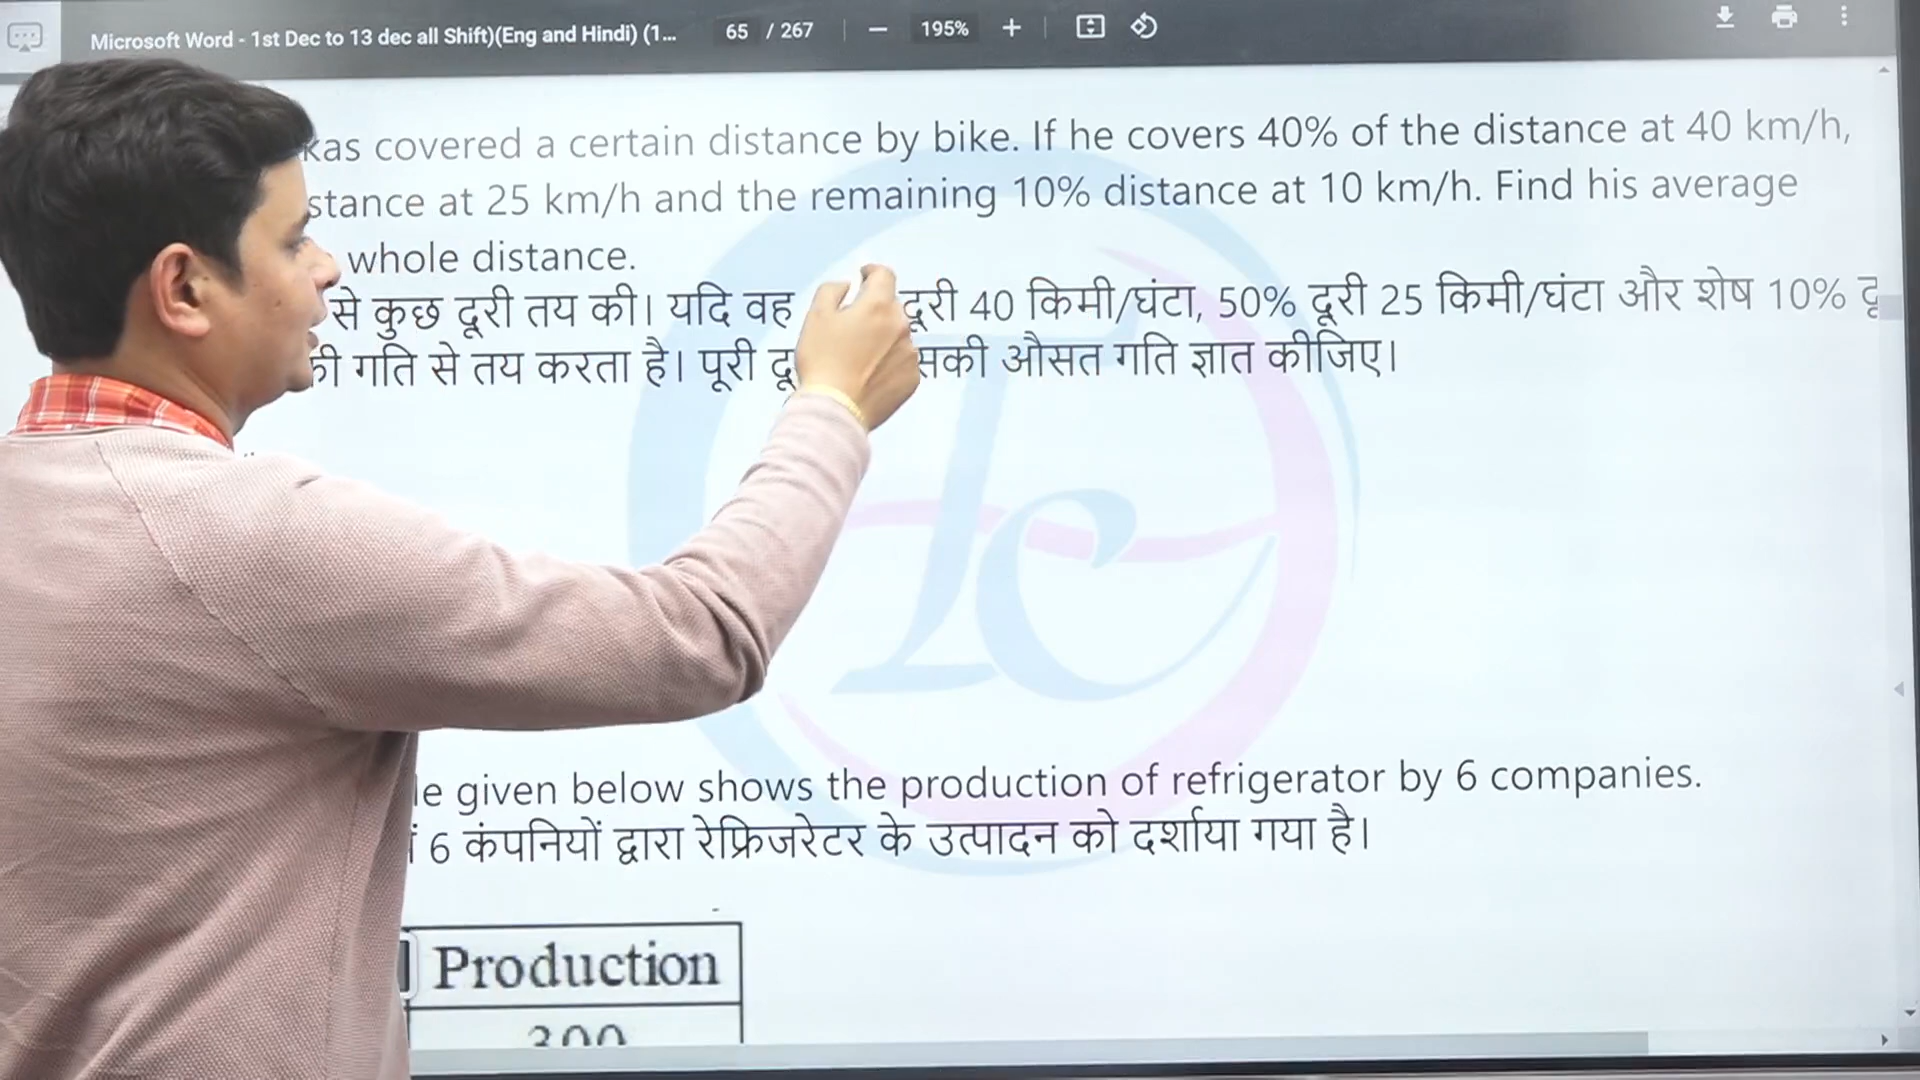 Microsoft Word - 1st Dec to 13 dec all Shift)(Eng and Hindi) (1... 65 / 267 195%
kas covered a certain distance by bike. If he covers 40% of the distance at 40 km/h,
stance at 25 km/h and the remaining 10% distance at 10 km/h. Find his average
whole distance.
से कुछ दूरी तय की। यदि वह दूरी 40 किमी/घंटा, 50% दूरी 25 किमी/घंटा और शेष 10%
की गति से तय करता है। पूरी औसत गति ज्ञात कीजिए।
given below shows the production of refrigerator by 6 companies.
6 कंपनियों द्वारा रेफ्रिजरेटर के उत्पादन को दर्शाया गया है।
Production
300